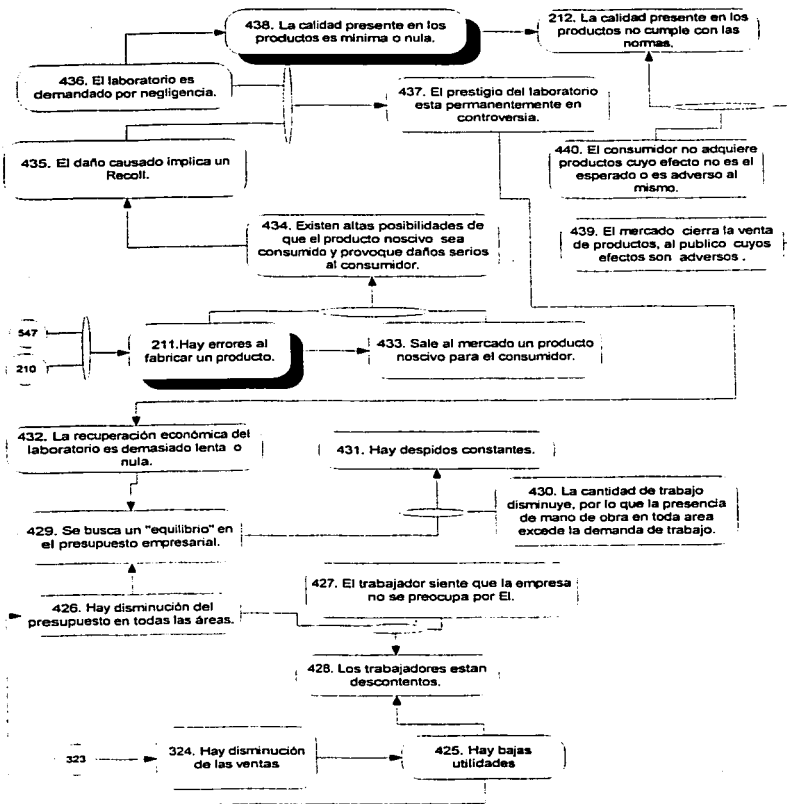 438. La calidad presente en los
productos es mínima o nula.
212. La calidad presente en los
productos no cumple con las
normas.
436. El laboratorio es
demandado por negligencia.
437. El prestigio del laboratorio
esta permanentemente en
controversia.
435. El daño causado implica un
Recoll.
440. El consumidor no adquiere
productos cuyo efecto no es el
esperado o es adverso al
mismo.
434. Existen altas posibilidades de
que el producto noscivo sea
consumido y provoque daños serios
al consumidor.
439. El mercado cierra la venta
de productos, al publico cuyos
efectos son adversos .
547
210
211.Hay errores al
fabricar un producto.
433. Sale al mercado un producto
noscivo para el consumidor.
432. La recuperación económica del
laboratorio es demasiado lenta o
nula.
431. Hay despidos constantes.
430. La cantidad de trabajo
disminuye, por lo que la presencia
de mano de obra en toda area
excede la demanda de trabajo.
429. Se busca un "equilibrio" en
el presupuesto empresarial.
427. El trabajador siente que la empresa
no se preocupa por El.
426. Hay disminución del
presupuesto en todas las áreas.
428. Los trabajadores estan
descontentos.
323
324. Hay disminución
de las ventas
425. Hay bajas
utilidades